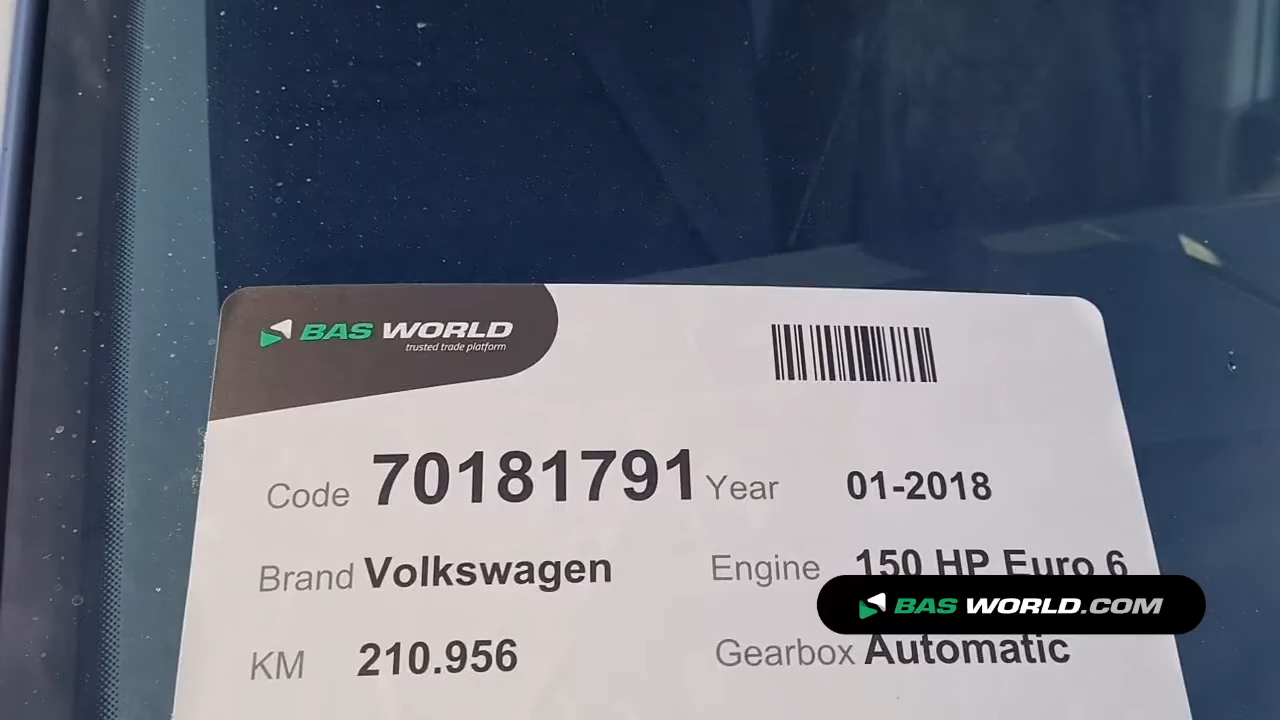 BAS WORLD
trusted trade platform
Code 70181791 Year 01-2018
Brand Volkswagen Engine 150 HP Euro 6
BAS WORLD.COM
KM 210.956 Gearbox Automatic